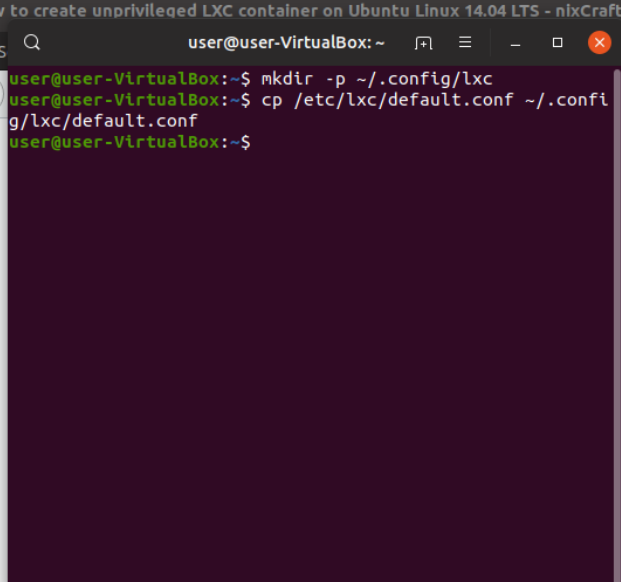 to create unprivileged LXC container on Ubuntu Linux 14.04 LTS - nixCraft
user@user-VirtualBox: ~
user@user-VirtualBox:~$ mkdir -p ~/.config/lxc
user@user-VirtualBox:~$ cp /etc/lxc/default.conf ~/.confi
g/lxc/default.conf
user@user-VirtualBox:~$